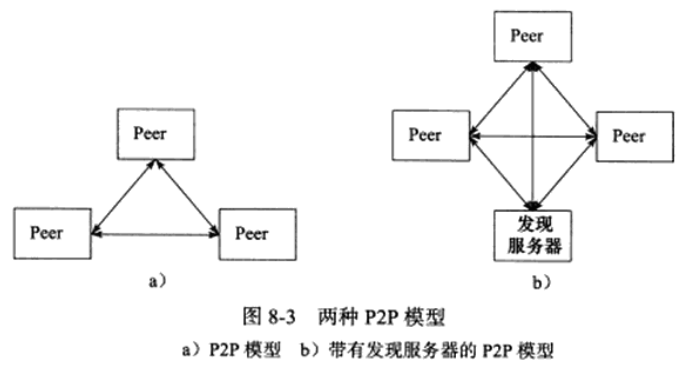 Peer
Peer
Peer
a）
Peer
Peer
Peer
发现
服务器
b）
图 8-3 两种 P2P 模型
a）P2P 模型 b）带有发现服务器的 P2P 模型